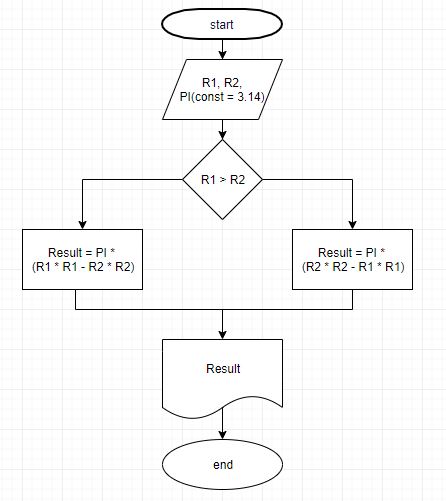 start
R1, R2,
PI(const = 3.14)
R1 > R2
Result = PI *
(R1 * R1 - R2 * R2)
Result = PI *
(R2 * R2 - R1 * R1)
Result
end